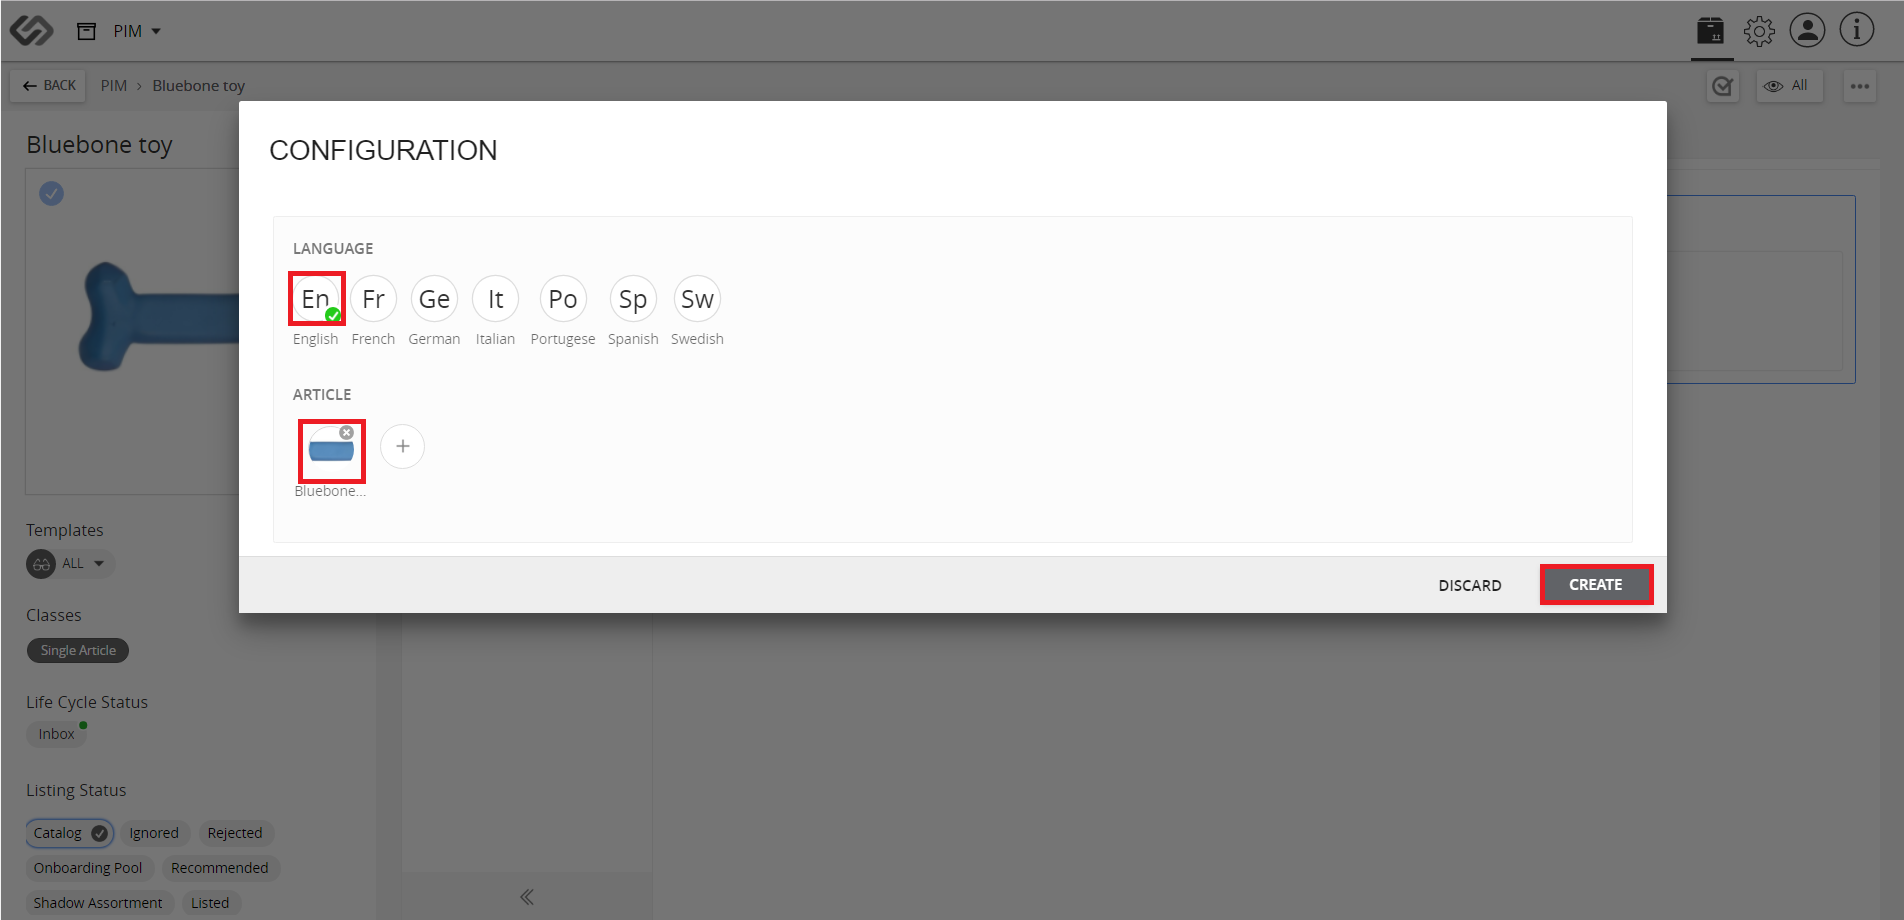 PIM
BACK PIM › Bluebone toy All
Bluebone toy
CONFIGURATION
LANGUAGE
En Fr Ge It Po Sp Sw
English French German Italian Portugese Spanish Swedish
ARTICLE
Bluebone...
DISCARD CREATE
Templates
ALL
Classes
Single Article
Life Cycle Status
Inbox
Listing Status
Catalog Ignored Rejected
Onboarding Pool Recommended
Shadow Assortment Listed